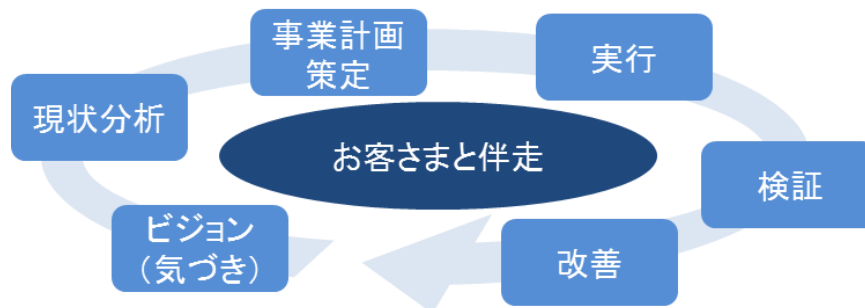 事業計画
策定
実行
現状分析
お客さまと伴走
検証
ビジョン
（気づき）
改善